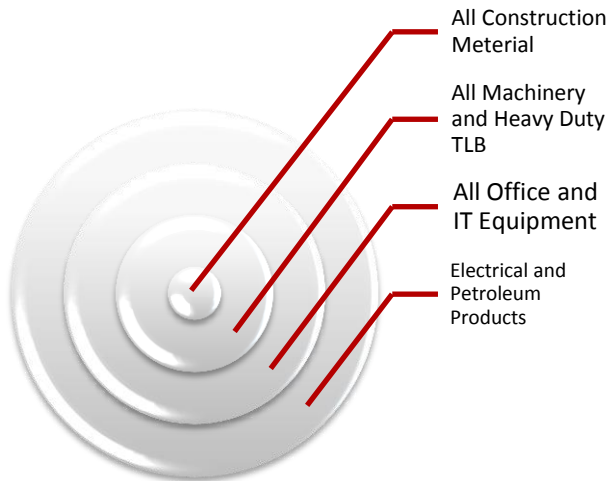 All Construction
Meterial
All Machinery
and Heavy Duty
TLB
All Office and
IT Equipment
Electrical and
Petroleum
Products